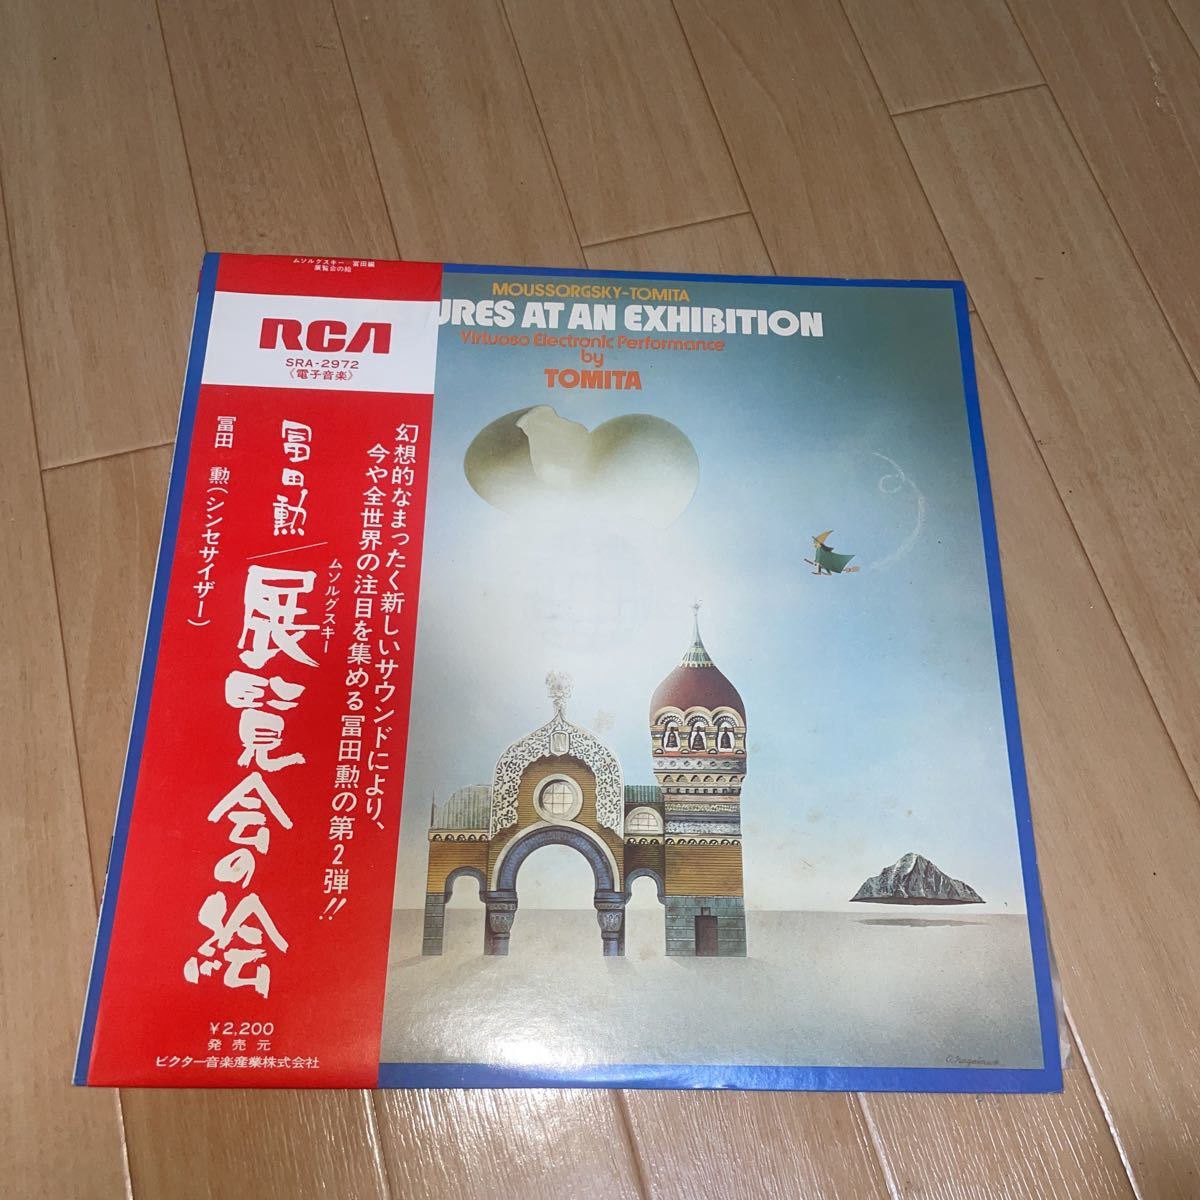 ムソルグスキー 冨田編
展覧会の絵
RCA
SRA-2972
《電子音楽》
幻想的なまったく新しいサウンドにより、
今や全世界の注目を集める冨田勲の第2弾!!
冨田勲/展覧会の絵
ムソルグスキー
冨田 勲(シンセサイザー)
¥2,200
発売元
ビクター音楽産業株式会社
MOUSSORGSKY-TOMITA
URES AT AN EXHIBITION
Virtuoso Electronic Performance
by
TOMITA